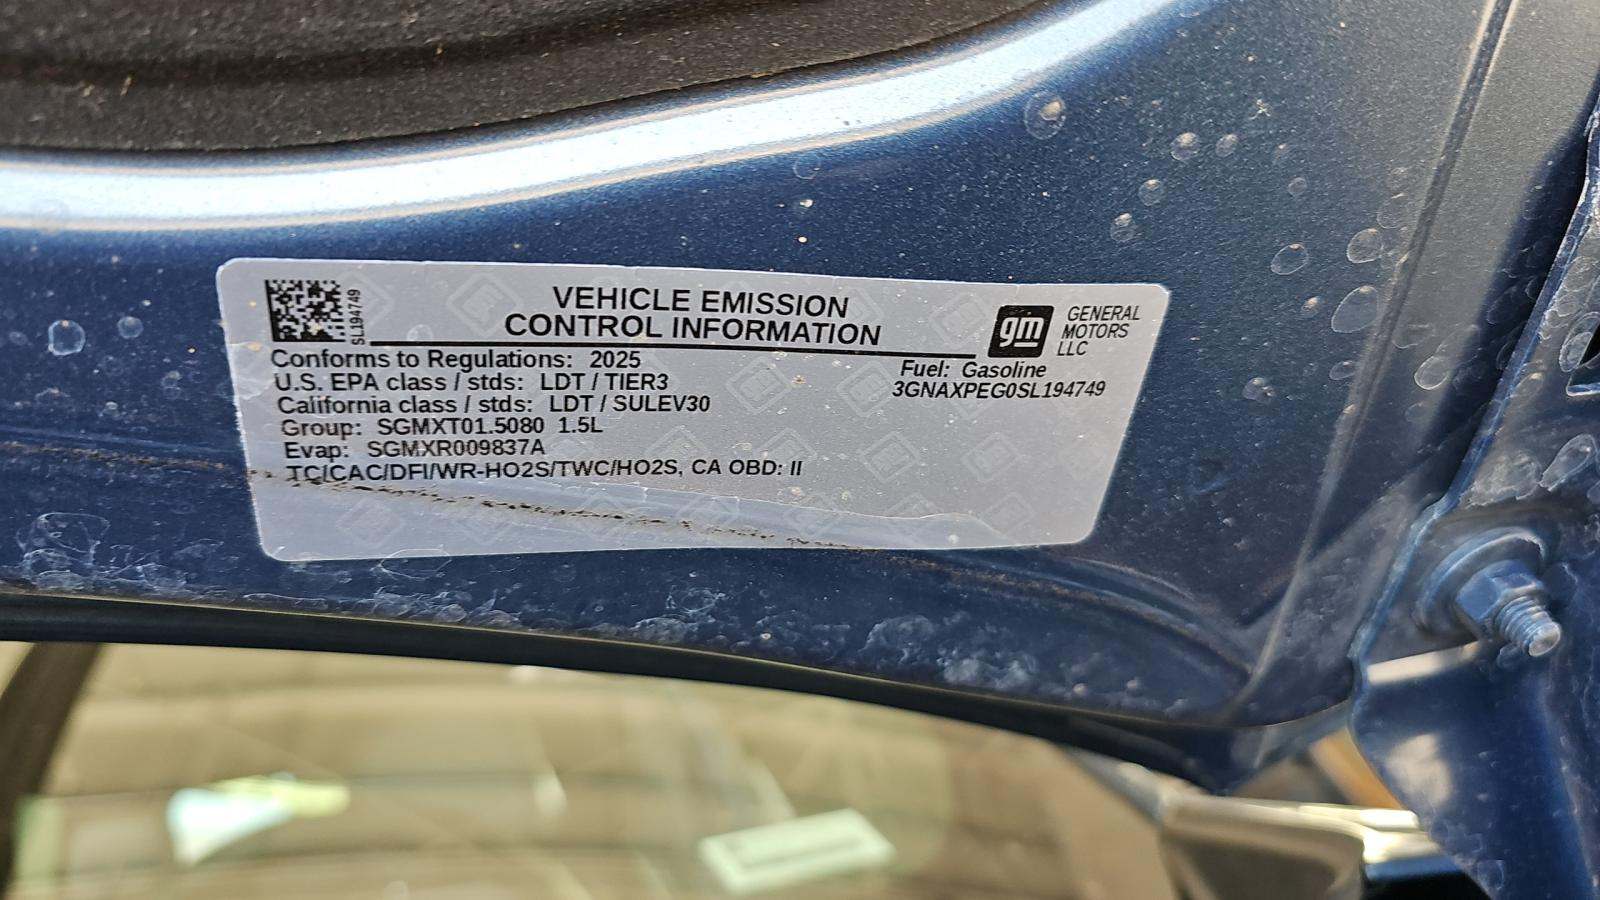 SL194749
VEHICLE EMISSION
CONTROL INFORMATION
gm
GENERAL
MOTORS
LLC
Conforms to Regulations: 2025
U.S. EPA class / stds: LDT / TIER3
California class / stds: LDT / SULEV30
Group: SGMXT01.5080 1.5L
Evap: SGMXR009837A
TC/CAC/DFI/WR-HO2S/TWC/HO2S, CA OBD: II
Fuel: Gasoline
3GNAXPEG0SL194749